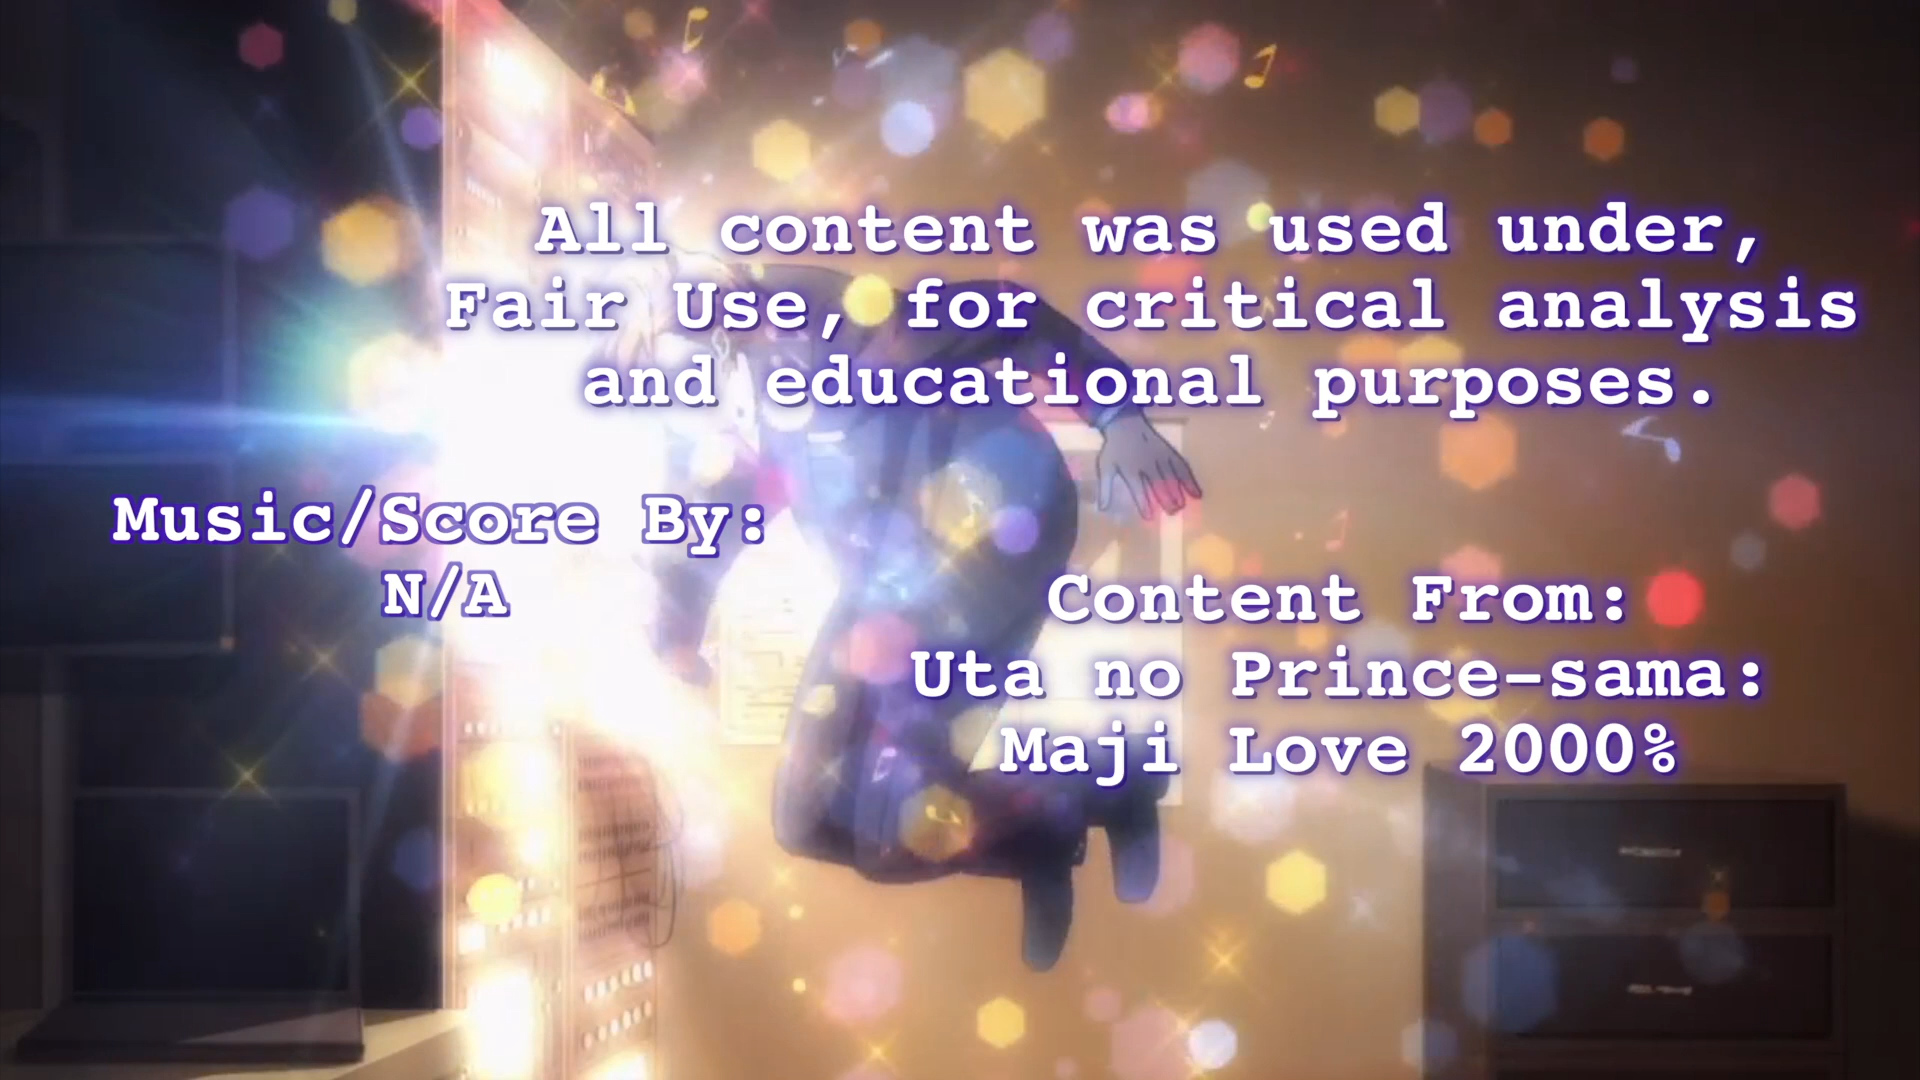 All content was used under,
Fair Use, for critical analysis
and educational purposes.
Music/Score By:
N/A
Content From:
Uta no Prince-sama:
Maji Love 2000%